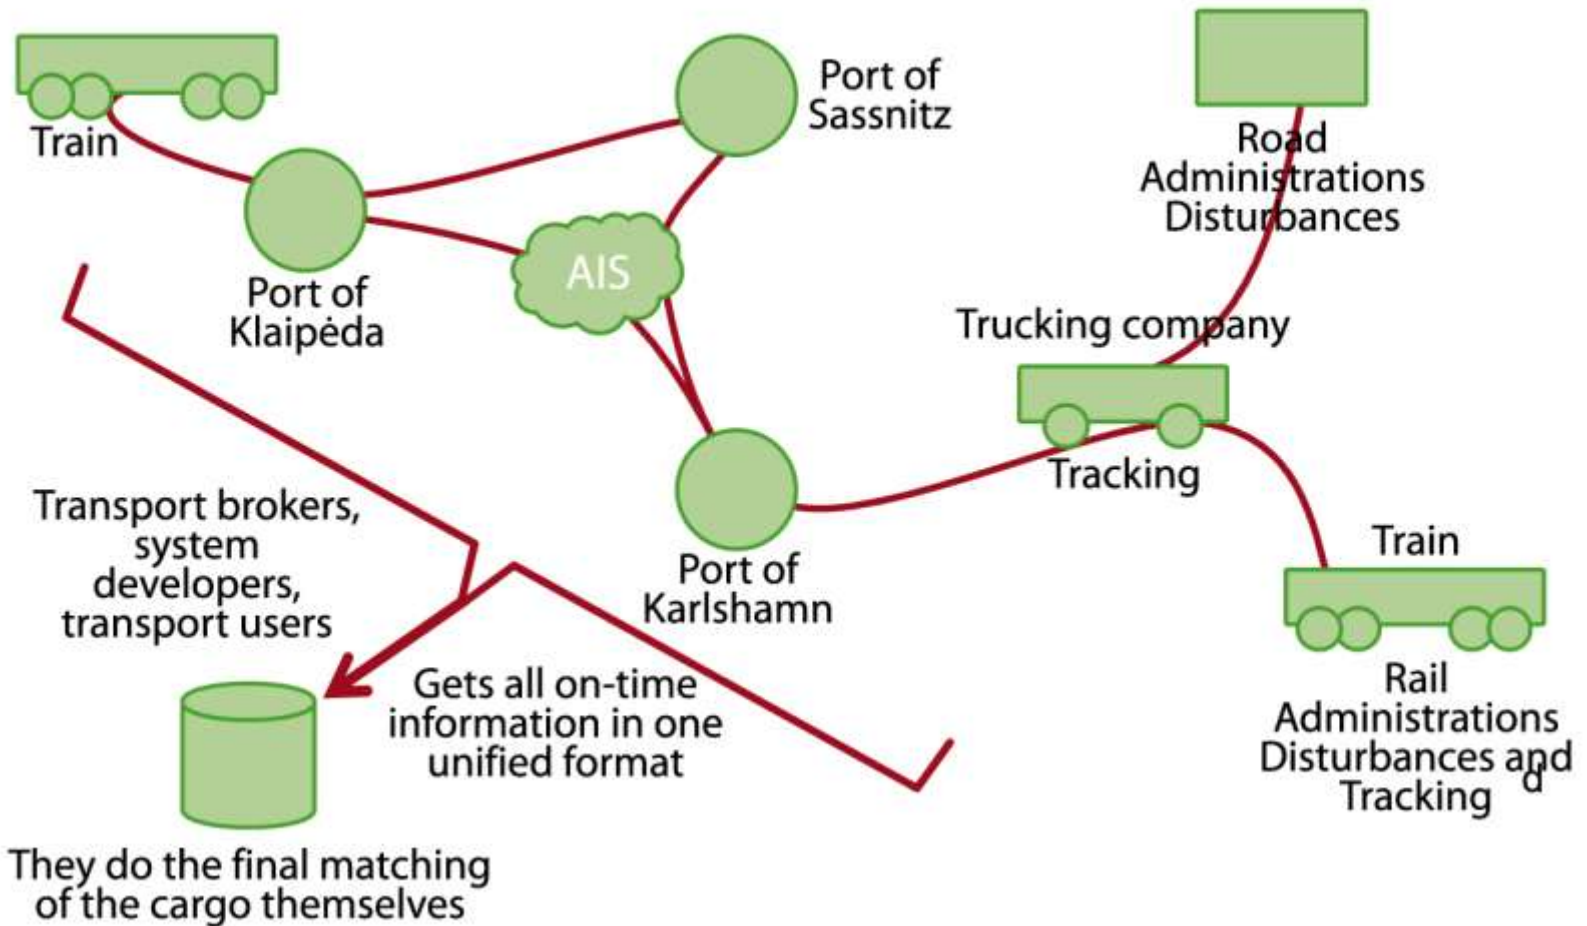 Train
Port of
Klaipėda
AIS
Port of
Sassnitz
Road
Administrations
Disturbances
Trucking company
Tracking
Port of
Karlshamn
Train
Rail
Administrations
Disturbances and
d
Tracking
Transport brokers,
system
developers,
transport users
Gets all on-time
information in one
unified format
They do the final matching
of the cargo themselves